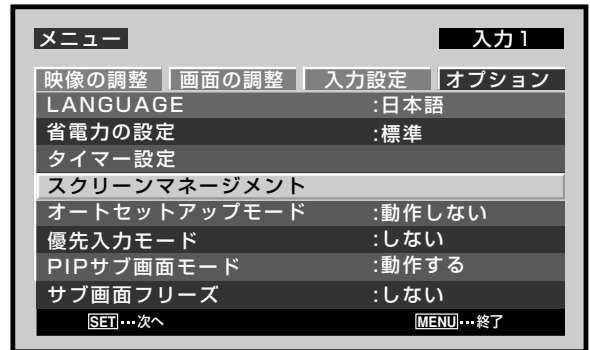 メニュー 入力1
映像の調整 画面の調整 入力設定 オプション
LANGUAGE :日本語
省電力の設定 :標準
タイマー設定
スクリーンマネージメント
オートセットアップモード :動作しない
優先入力モード :しない
PIPサブ画面モード :動作する
サブ画面フリーズ :しない
SET…次へ MENU…終了